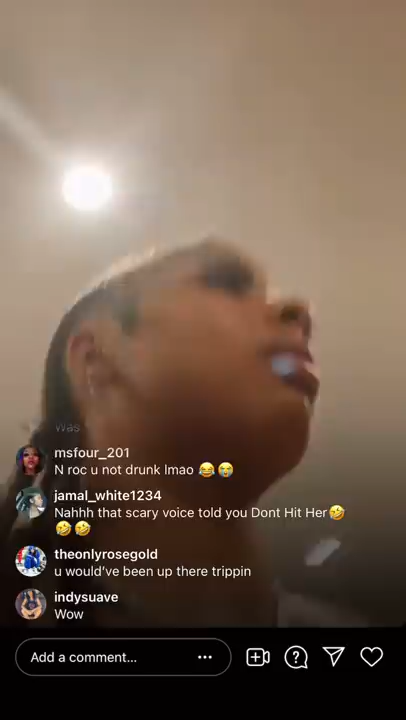 was
msfour_201
N roc u not drunk lmao 😂😭
jamal_white1234
Nahhh that scary voice told you Dont Hit Her🤣
🤣🤣
theonlyrosegold
u would've been up there trippin
indysuave
Wow
Add a comment...